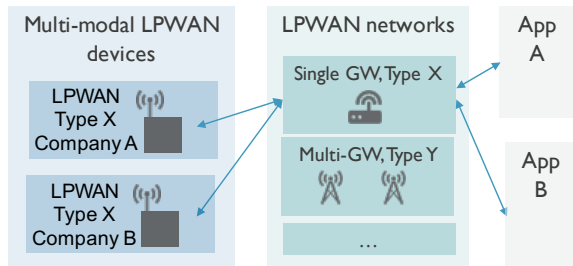 Multi-modal LPWAN
devices
LPWAN
Type X
Company A
LPWAN
Type X
Company B
LPWAN networks
Single GW, Type X
Multi-GW, Type Y
...
App
A
App
B